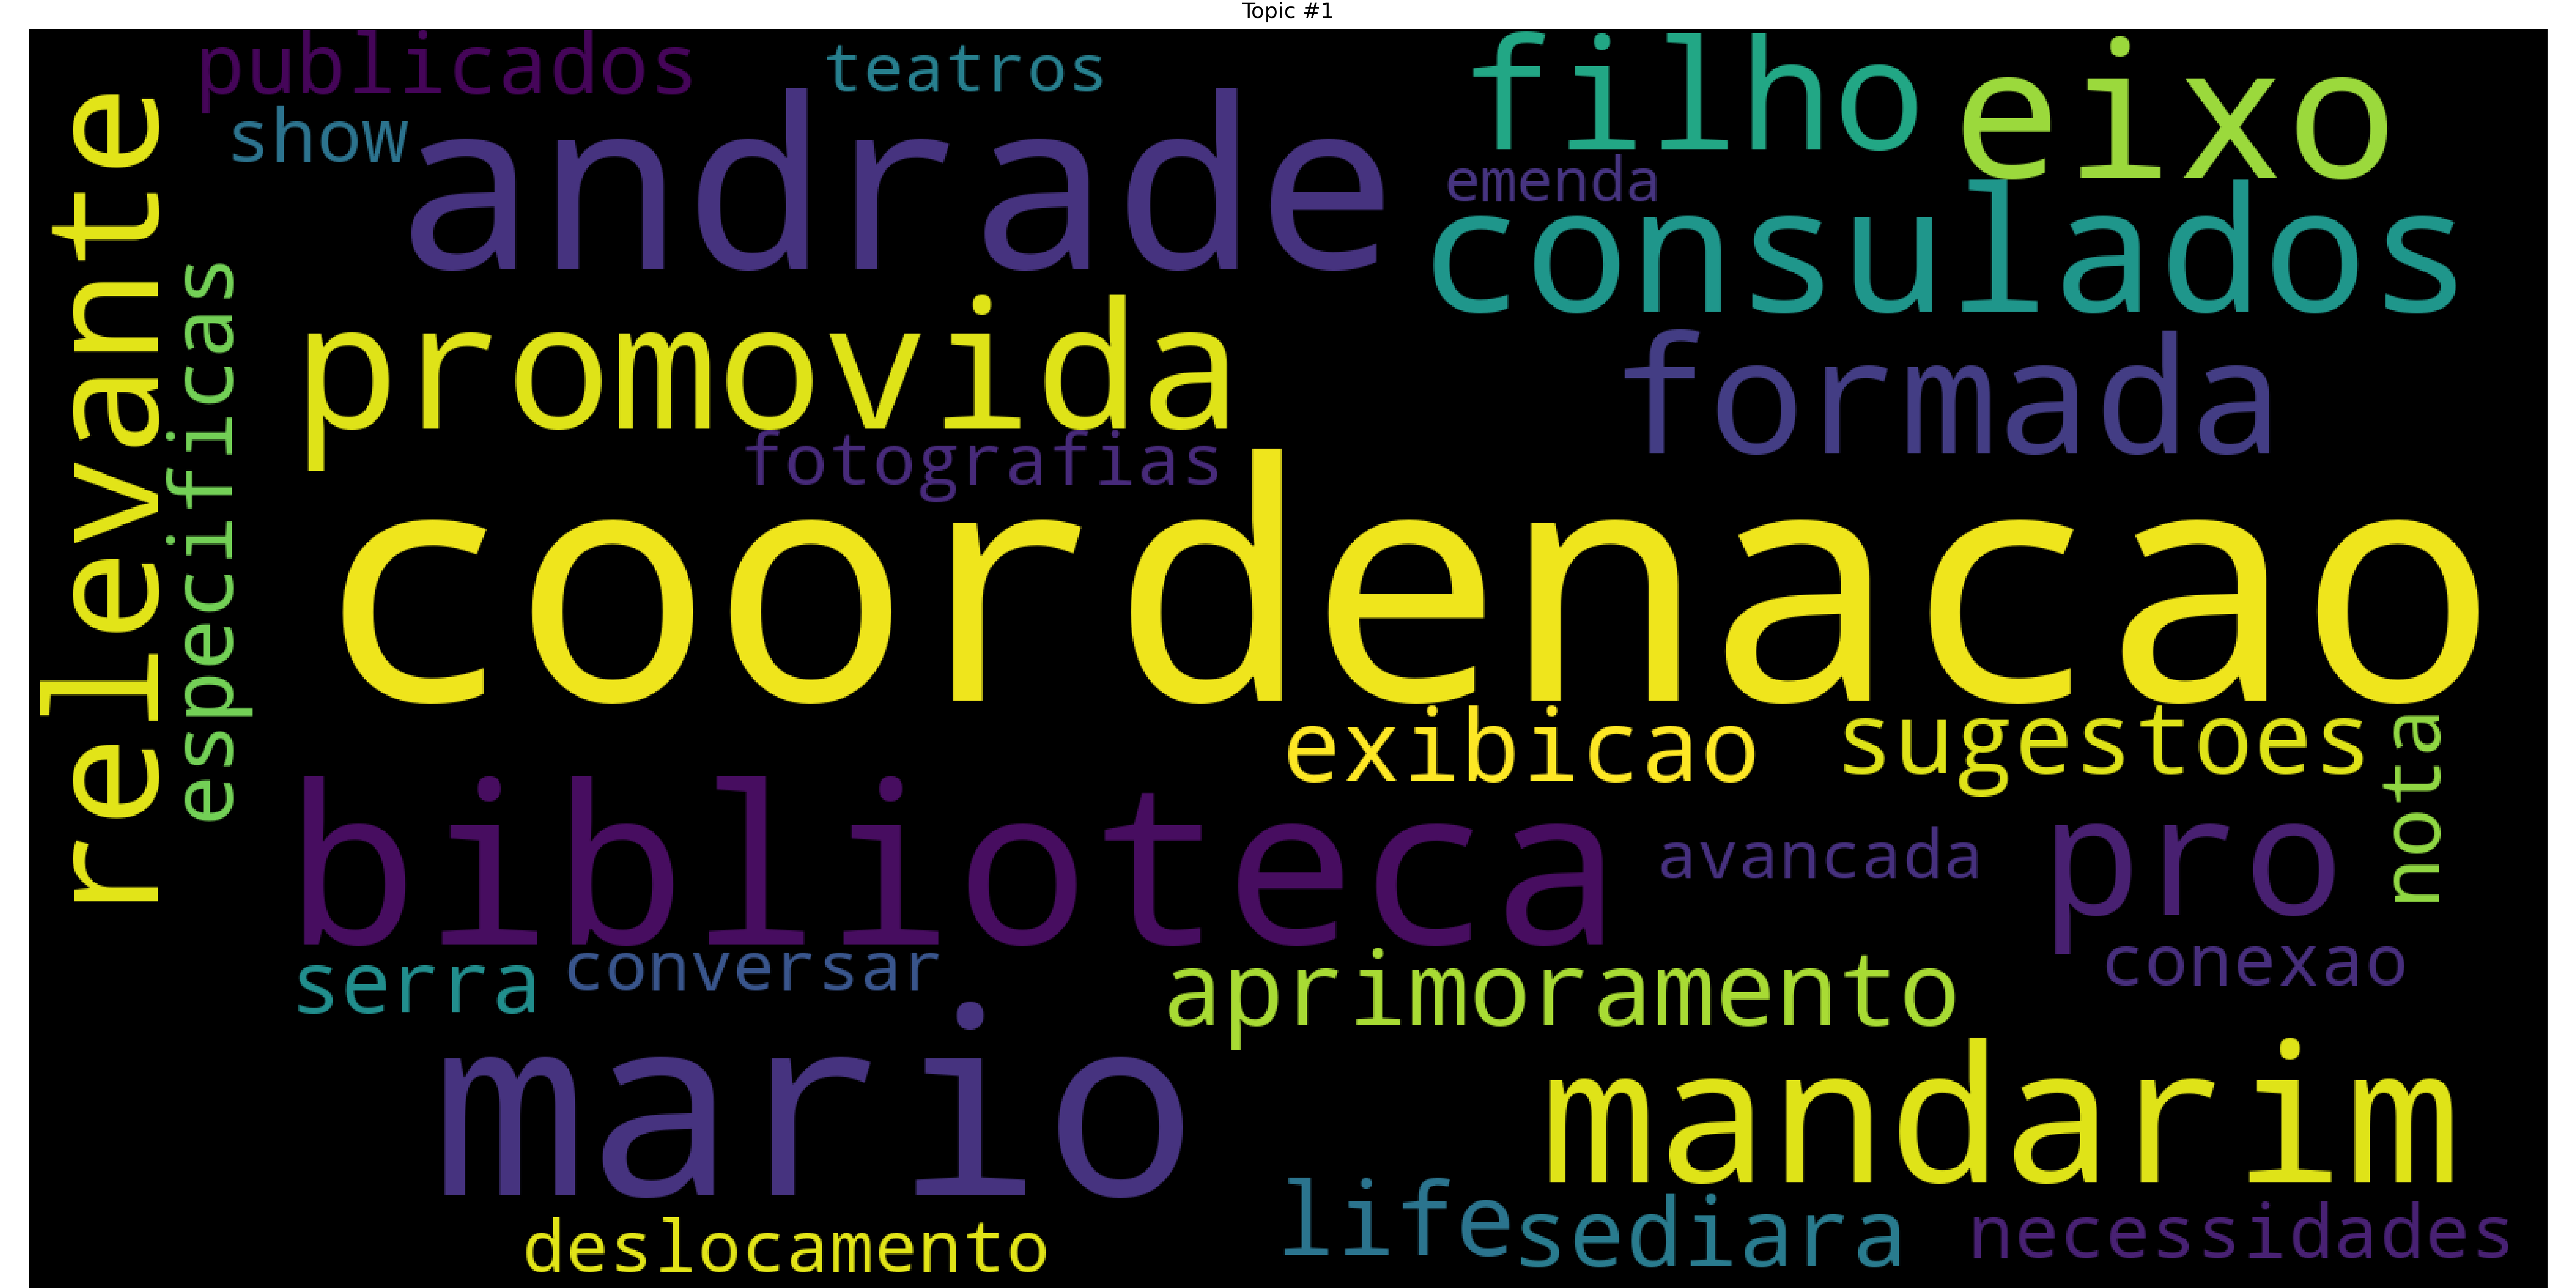 Topic #1
publicados
teatros
filho
eixo
show
andrade
emenda
consulados
relevante
especificas
promovida
formada
fotografias
coordenacao
exibicao
sugestoes
nota
biblioteca
avancada
pro
serra
conversar
aprimoramento
conexao
mario
mandarim
life
sediara
necessidades
deslocamento